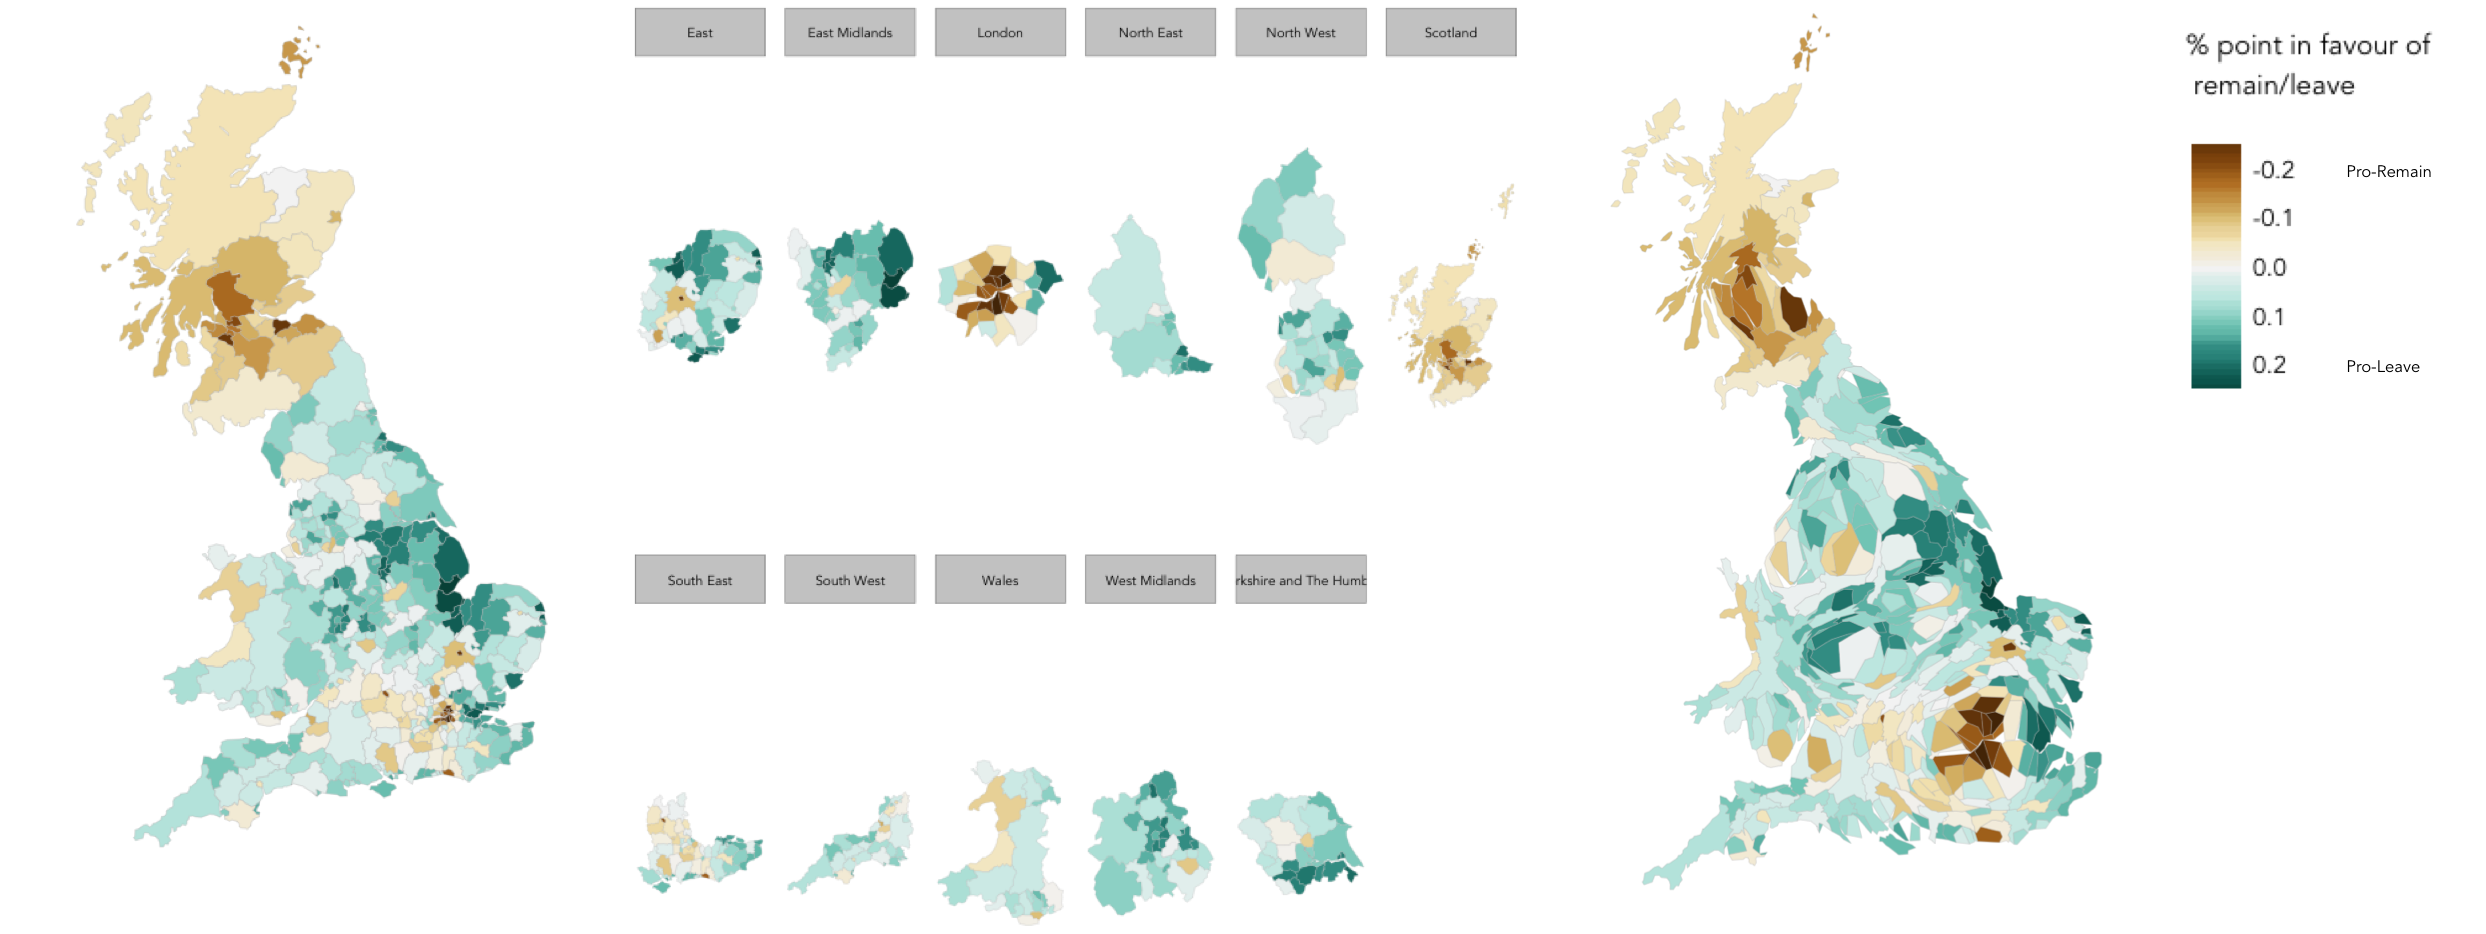 East
East Midlands
London
North East
North West
Scotland
South East
South West
Wales
West Midlands
rkshire and The Humb
% point in favour of
remain/leave
-0.2 Pro-Remain
-0.1
0.0
0.1
0.2 Pro-Leave